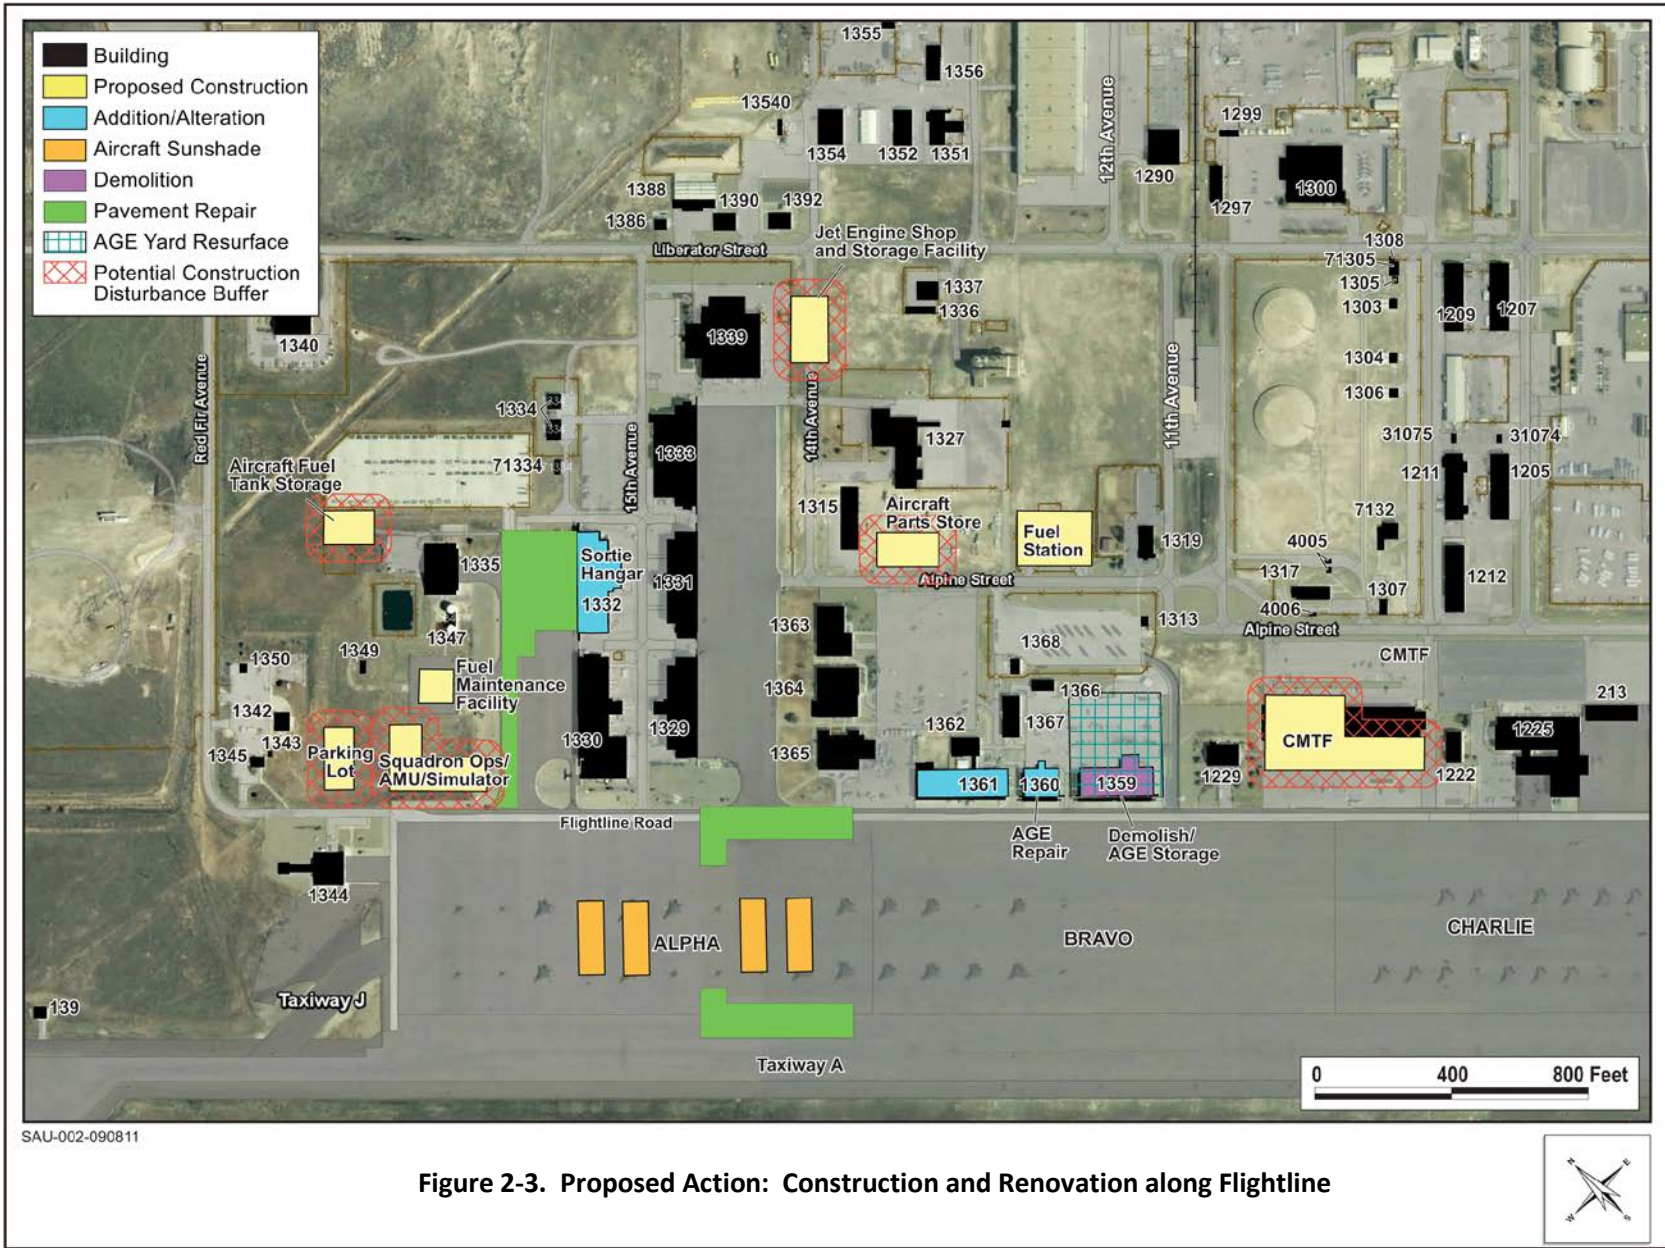 Building
Proposed Construction
Addition/Alteration
Aircraft Sunshade
Demolition
Pavement Repair
AGE Yard Resurface
Potential Construction
Disturbance Buffer
1355
1356
13540
1354
1352
1351
12th Avenue
1290
1299
1297
1300
1388
1390
1392
1386
Liberator Street
Jet Engine Shop
and Storage Facility
1308
71305
1305
1303
1337
1336
1209
1207
1340
1339
Red Fir Avenue
14th Avenue
11th Avenue
1304
1306
1334
15th Avenue
1333
1327
31075
31074
71334
Aircraft Fuel
Tank Storage
1211
1205
1315
Aircraft
Parts Store
Fuel
Station
1319
7132
4005
1335
Sortie
Hangar
1332
1331
Alpine Street
1317
1307
1212
4006
Alpine Street
1347
1349
1350
1363
1368
1313
CMTF
Fuel
Maintenance
Facility
1364
1366
1367
213
1342
1343
1345
Parking
Lot
Squadron Ops/
AMU/Simulator
1330
1329
1365
1362
1361
1360
1359
1229
CMTF
1222
1225
Flightline Road
AGE
Repair
Demolish/
AGE Storage
1344
ALPHA
BRAVO
CHARLIE
139
Taxiway J
Taxiway A
0 400 800 Feet
SAU-002-090811
Figure 2-3. Proposed Action: Construction and Renovation along Flightline
N
E
W
S